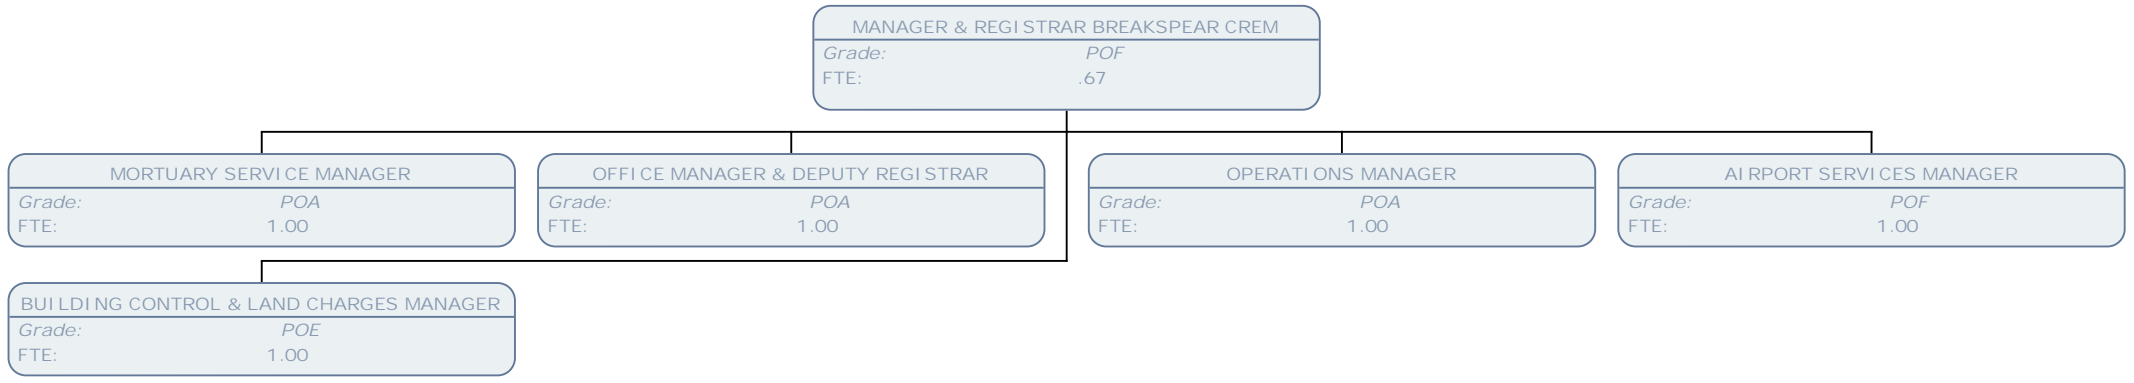 MANAGER & REGISTRAR BREAKSPEAR CREM
Grade: POF
FTE: .67
MORTUARY SERVICE MANAGER
Grade: POA
FTE: 1.00
OFFICE MANAGER & DEPUTY REGISTRAR
Grade: POA
FTE: 1.00
OPERATIONS MANAGER
Grade: POA
FTE: 1.00
AIRPORT SERVICES MANAGER
Grade: POF
FTE: 1.00
BUILDING CONTROL & LAND CHARGES MANAGER
Grade: POE
FTE: 1.00